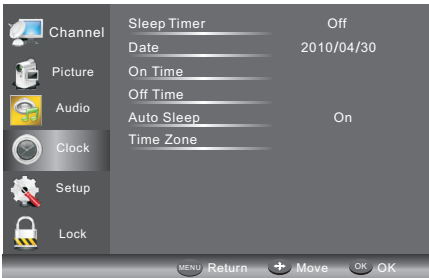 Channel
Picture
Audio
Clock
Setup
Lock
Sleep Timer Off
Date 2010/04/30
On Time
Off Time
Auto Sleep On
Time Zone
MENU Return Move OK OK